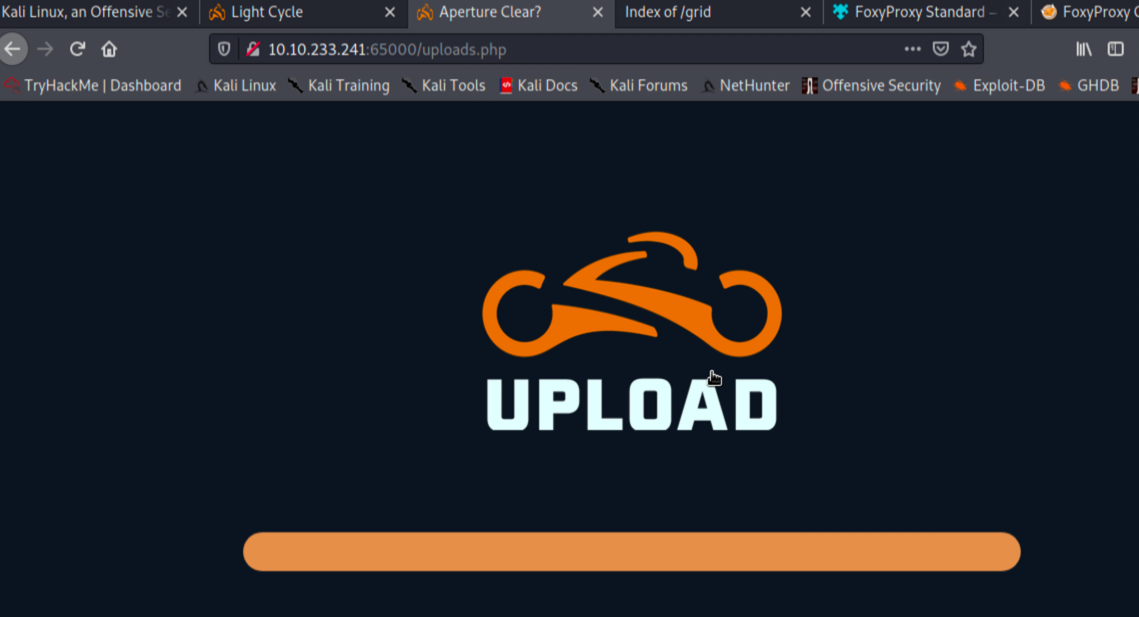 Kali Linux, an Offensive Se
Light Cycle
Aperture Clear?
Index of /grid
FoxyProxy Standard –
FoxyProxy
10.10.233.241:65000/uploads.php
TryHackMe | Dashboard
Kali Linux
Kali Training
Kali Tools
Kali Docs
Kali Forums
NetHunter
Offensive Security
Exploit-DB
GHDB
UPLOAD